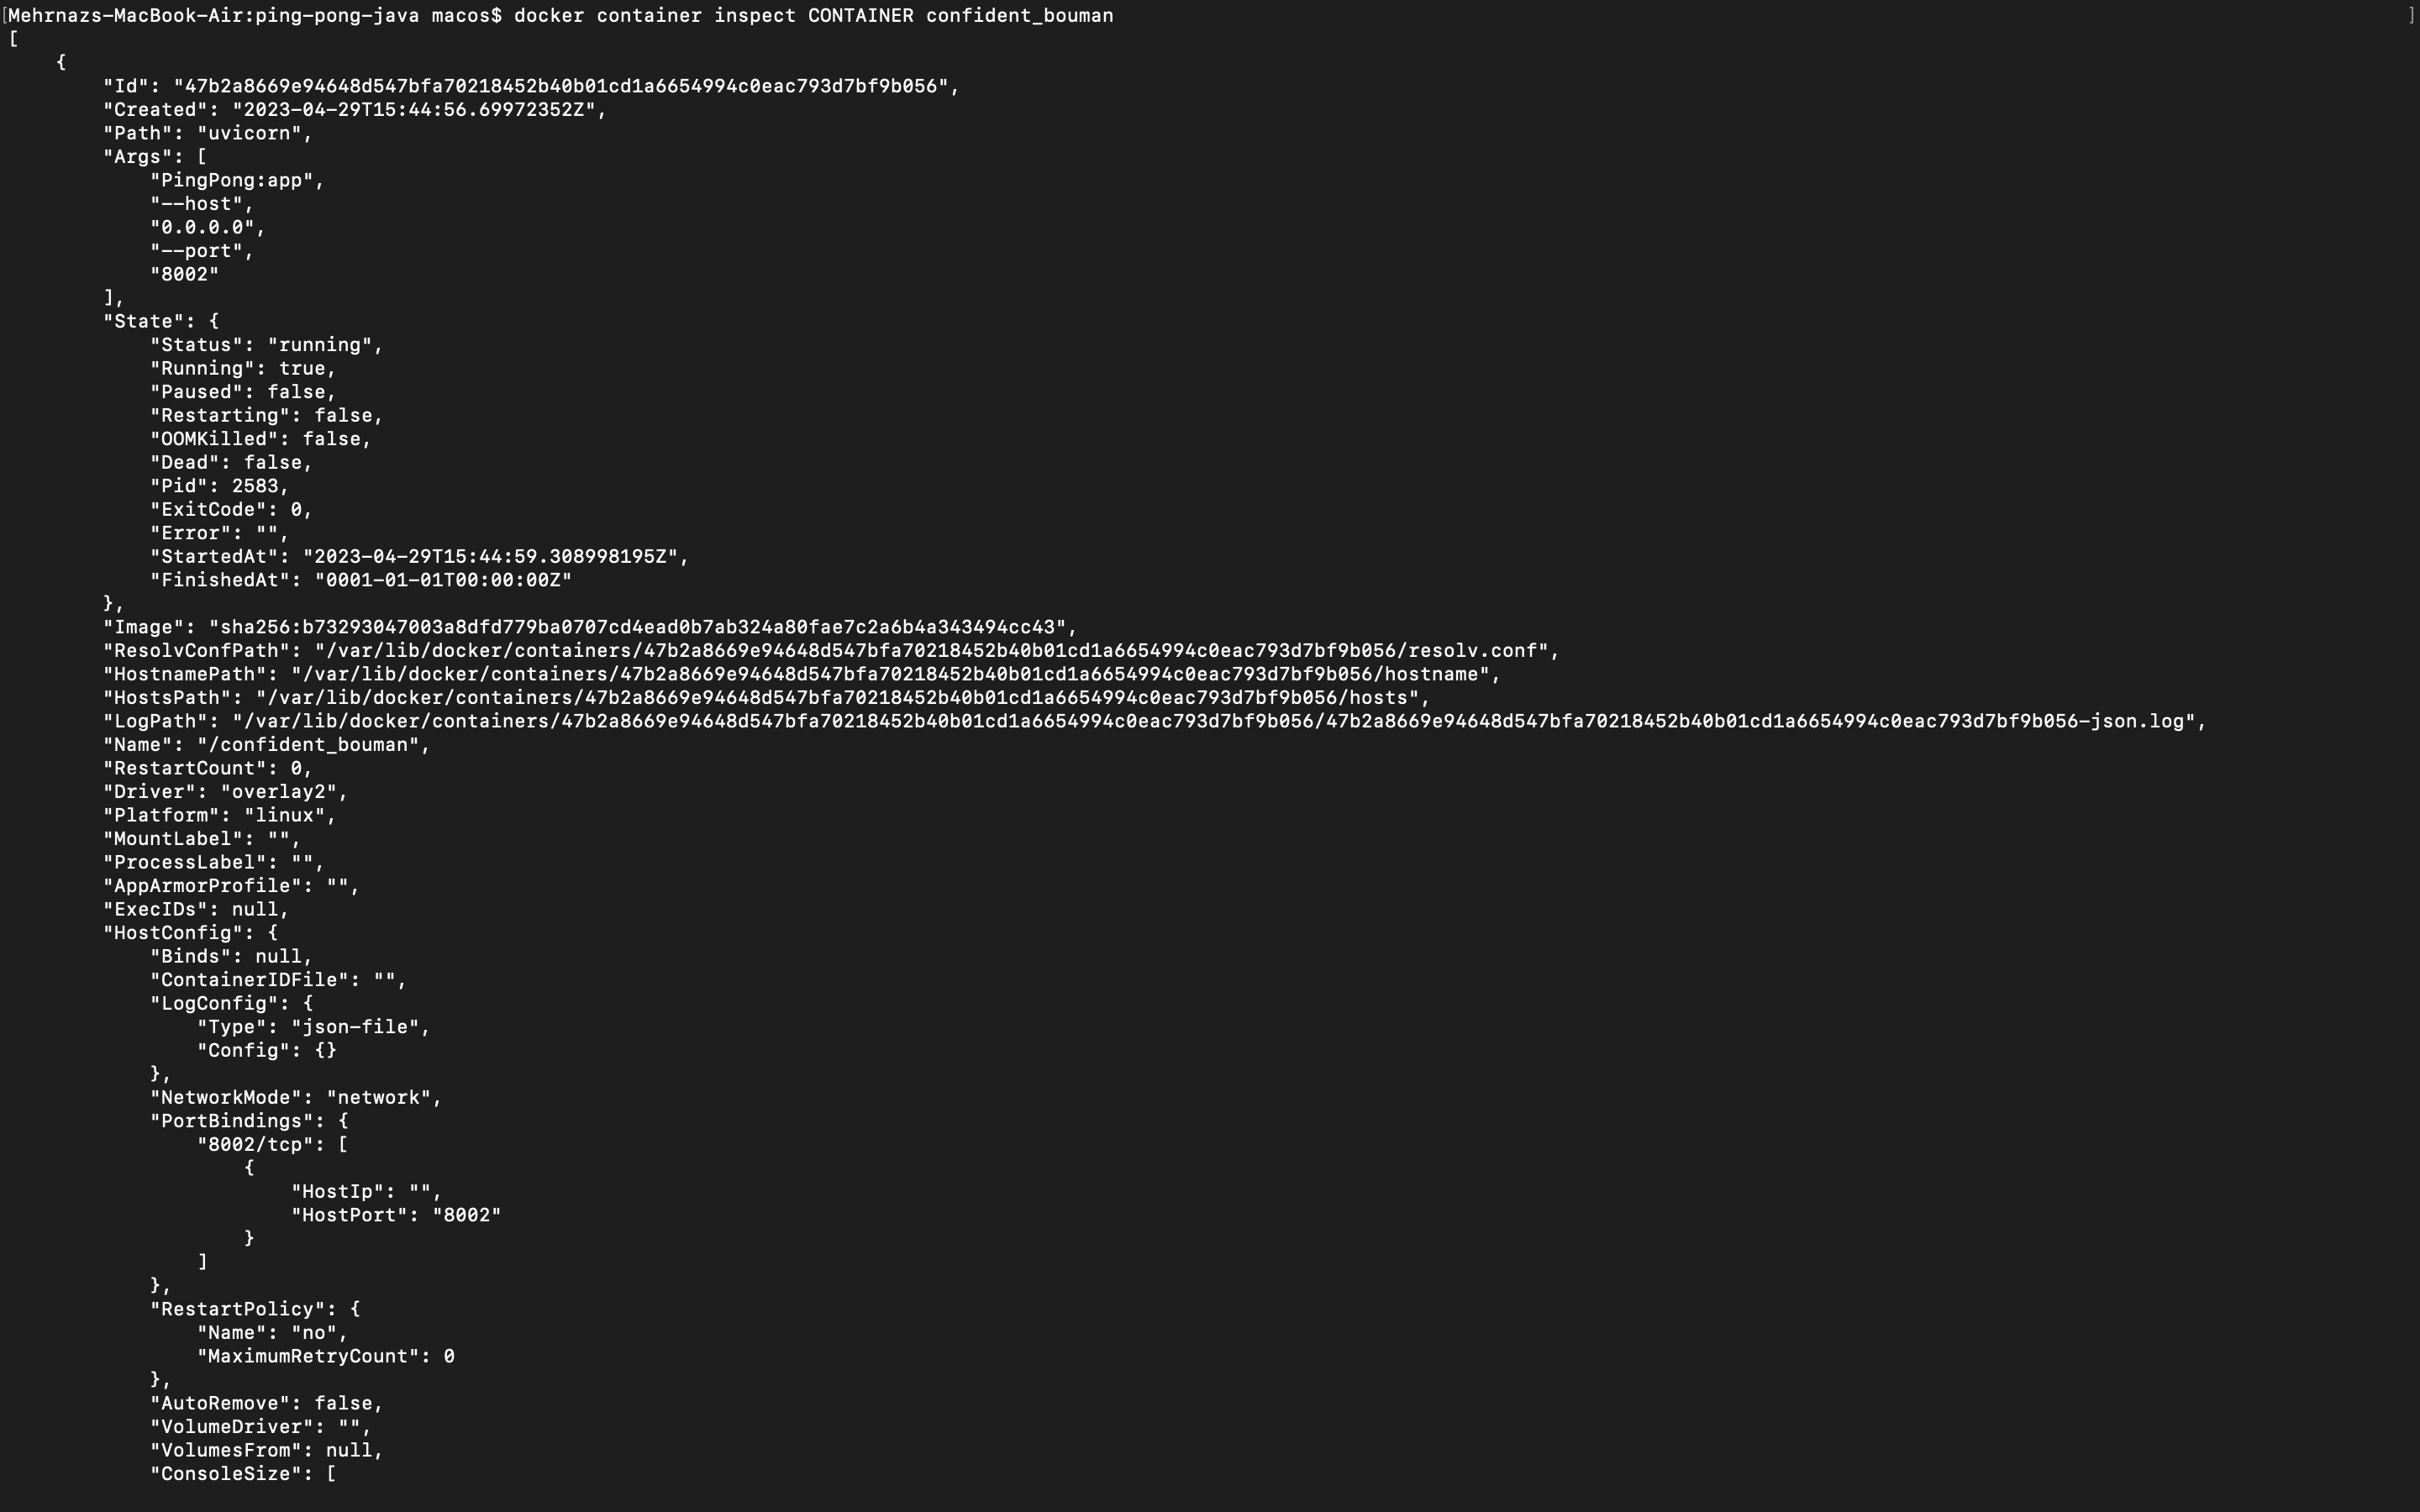 [Mehrnazs-MacBook-Air:ping-pong-java macos$ docker container inspect CONTAINER confident_bouman ]
[
    {
        "Id": "47b2a8669e94648d547bfa70218452b40b01cd1a6654994c0eac793d7bf9b056",
        "Created": "2023-04-29T15:44:56.69972352Z",
        "Path": "uvicorn",
        "Args": [
            "PingPong:app",
            "--host",
            "0.0.0.0",
            "--port",
            "8002"
        ],
        "State": {
            "Status": "running",
            "Running": true,
            "Paused": false,
            "Restarting": false,
            "OOMKilled": false,
            "Dead": false,
            "Pid": 2583,
            "ExitCode": 0,
            "Error": "",
            "StartedAt": "2023-04-29T15:44:59.308998195Z",
            "FinishedAt": "0001-01-01T00:00:00Z"
        },
        "Image": "sha256:b73293047003a8dfd779ba0707cd4ead0b7ab324a80fae7c2a6b4a343494cc43",
        "ResolvConfPath": "/var/lib/docker/containers/47b2a8669e94648d547bfa70218452b40b01cd1a6654994c0eac793d7bf9b056/resolv.conf",
        "HostnamePath": "/var/lib/docker/containers/47b2a8669e94648d547bfa70218452b40b01cd1a6654994c0eac793d7bf9b056/hostname",
        "HostsPath": "/var/lib/docker/containers/47b2a8669e94648d547bfa70218452b40b01cd1a6654994c0eac793d7bf9b056/hosts",
        "LogPath": "/var/lib/docker/containers/47b2a8669e94648d547bfa70218452b40b01cd1a6654994c0eac793d7bf9b056/47b2a8669e94648d547bfa70218452b40b01cd1a6654994c0eac793d7bf9b056-json.log",
        "Name": "/confident_bouman",
        "RestartCount": 0,
        "Driver": "overlay2",
        "Platform": "linux",
        "MountLabel": "",
        "ProcessLabel": "",
        "AppArmorProfile": "",
        "ExecIDs": null,
        "HostConfig": {
            "Binds": null,
            "ContainerIDFile": "",
            "LogConfig": {
                "Type": "json-file",
                "Config": {}
            },
            "NetworkMode": "network",
            "PortBindings": {
                "8002/tcp": [
                    {
                        "HostIp": "",
                        "HostPort": "8002"
                    }
                ]
            },
            "RestartPolicy": {
                "Name": "no",
                "MaximumRetryCount": 0
            },
            "AutoRemove": false,
            "VolumeDriver": "",
            "VolumesFrom": null,
            "ConsoleSize": [